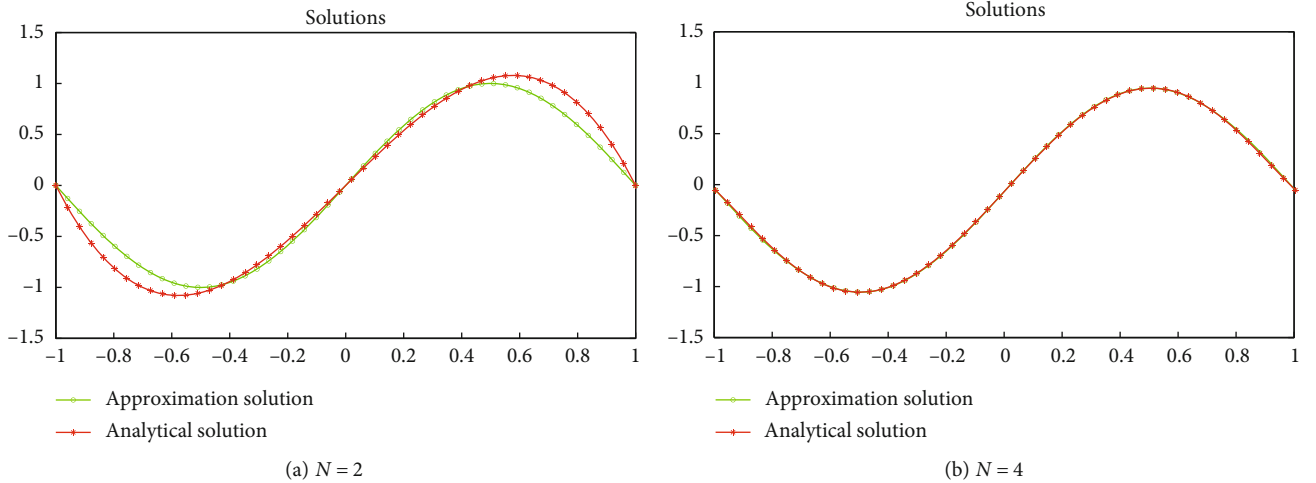 Solutions
1.5
1
0.5
0
−0.5
−1
−1.5
−1 −0.8 −0.6 −0.4 −0.2 0 0.2 0.4 0.6 0.8 1
Approximation solution
Analytical solution
(a) N = 2
Solutions
1.5
1
0.5
0
−0.5
−1
−1.5
−1 −0.8 −0.6 −0.4 −0.2 0 0.2 0.4 0.6 0.8 1
Approximation solution
Analytical solution
(b) N = 4